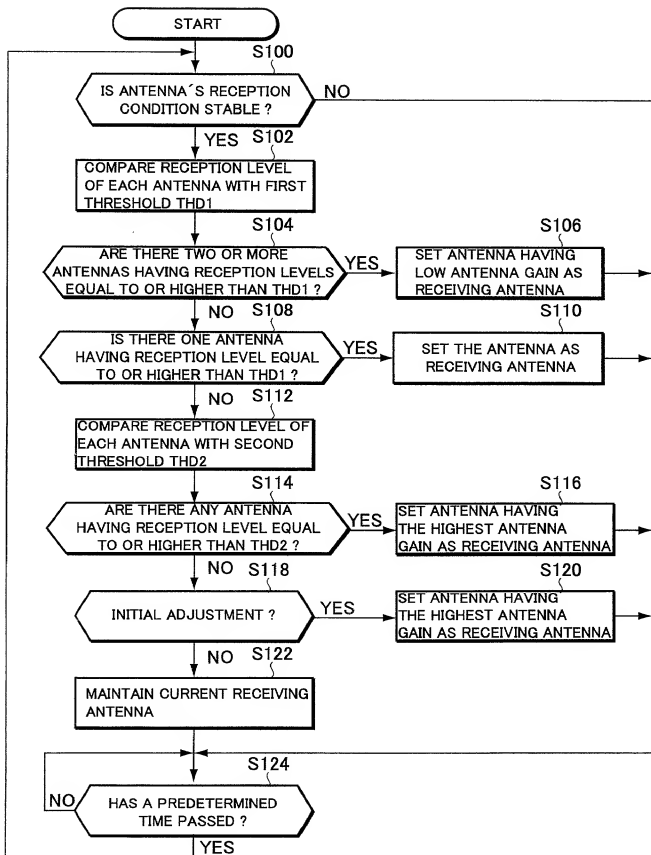 START
S100
IS ANTENNA´S RECEPTION
CONDITION STABLE ?
NO
YES
S102
COMPARE RECEPTION LEVEL
OF EACH ANTENNA WITH FIRST
THRESHOLD THD1
S104
ARE THERE TWO OR MORE
ANTENNAS HAVING RECEPTION LEVELS
EQUAL TO OR HIGHER THAN THD1 ?
YES
S106
SET ANTENNA HAVING
LOW ANTENNA GAIN AS
RECEIVING ANTENNA
NO
S108
IS THERE ONE ANTENNA
HAVING RECEPTION LEVEL EQUAL
TO OR HIGHER THAN THD1 ?
YES
S110
SET THE ANTENNA AS
RECEIVING ANTENNA
NO
S112
COMPARE RECEPTION LEVEL OF
EACH ANTENNA WITH SECOND
THRESHOLD THD2
S114
ARE THERE ANY ANTENNA
HAVING RECEPTION LEVEL EQUAL
TO OR HIGHER THAN THD2 ?
YES
S116
SET ANTENNA HAVING
THE HIGHEST ANTENNA
GAIN AS RECEIVING ANTENNA
NO
S118
INITIAL ADJUSTMENT ?
YES
S120
SET ANTENNA HAVING
THE HIGHEST ANTENNA
GAIN AS RECEIVING ANTENNA
NO
S122
MAINTAIN CURRENT RECEIVING
ANTENNA
S124
NO
HAS A PREDETERMINED
TIME PASSED ?
YES